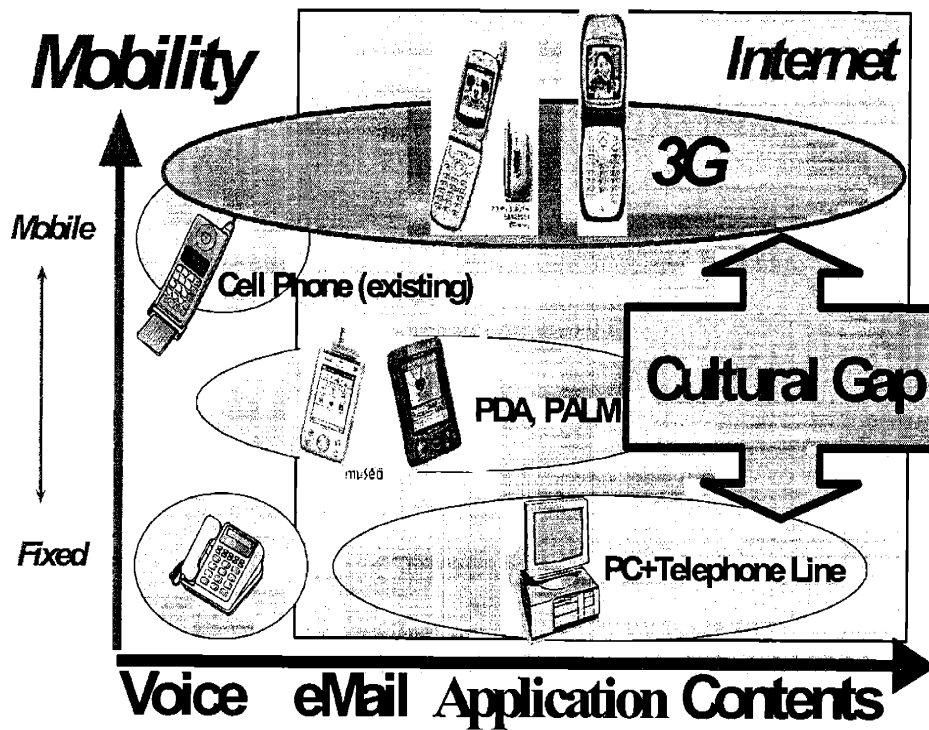 Mobility
Internet
3G
Mobile
Cell Phone (existing)
Cultural Gap
PDA, PALM
muséa
Fixed
PC+Telephone Line
Voice eMail Application Contents